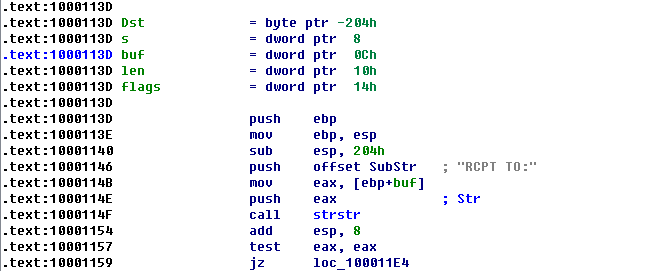 .text:1000113D Dst = byte ptr -204h
.text:1000113D s = dword ptr 8
.text:1000113D buf = dword ptr 0Ch
.text:1000113D len = dword ptr 10h
.text:1000113D flags = dword ptr 14h
.text:1000113D
.text:1000113D push ebp
.text:1000113E mov ebp, esp
.text:10001140 sub esp, 204h
.text:10001146 push offset SubStr ; "RCPT TO:"
.text:1000114B mov eax, [ebp+buf]
.text:1000114E push eax ; Str
.text:1000114F call strstr
.text:10001154 add esp, 8
.text:10001157 test eax, eax
.text:10001159 jz loc_100011E4